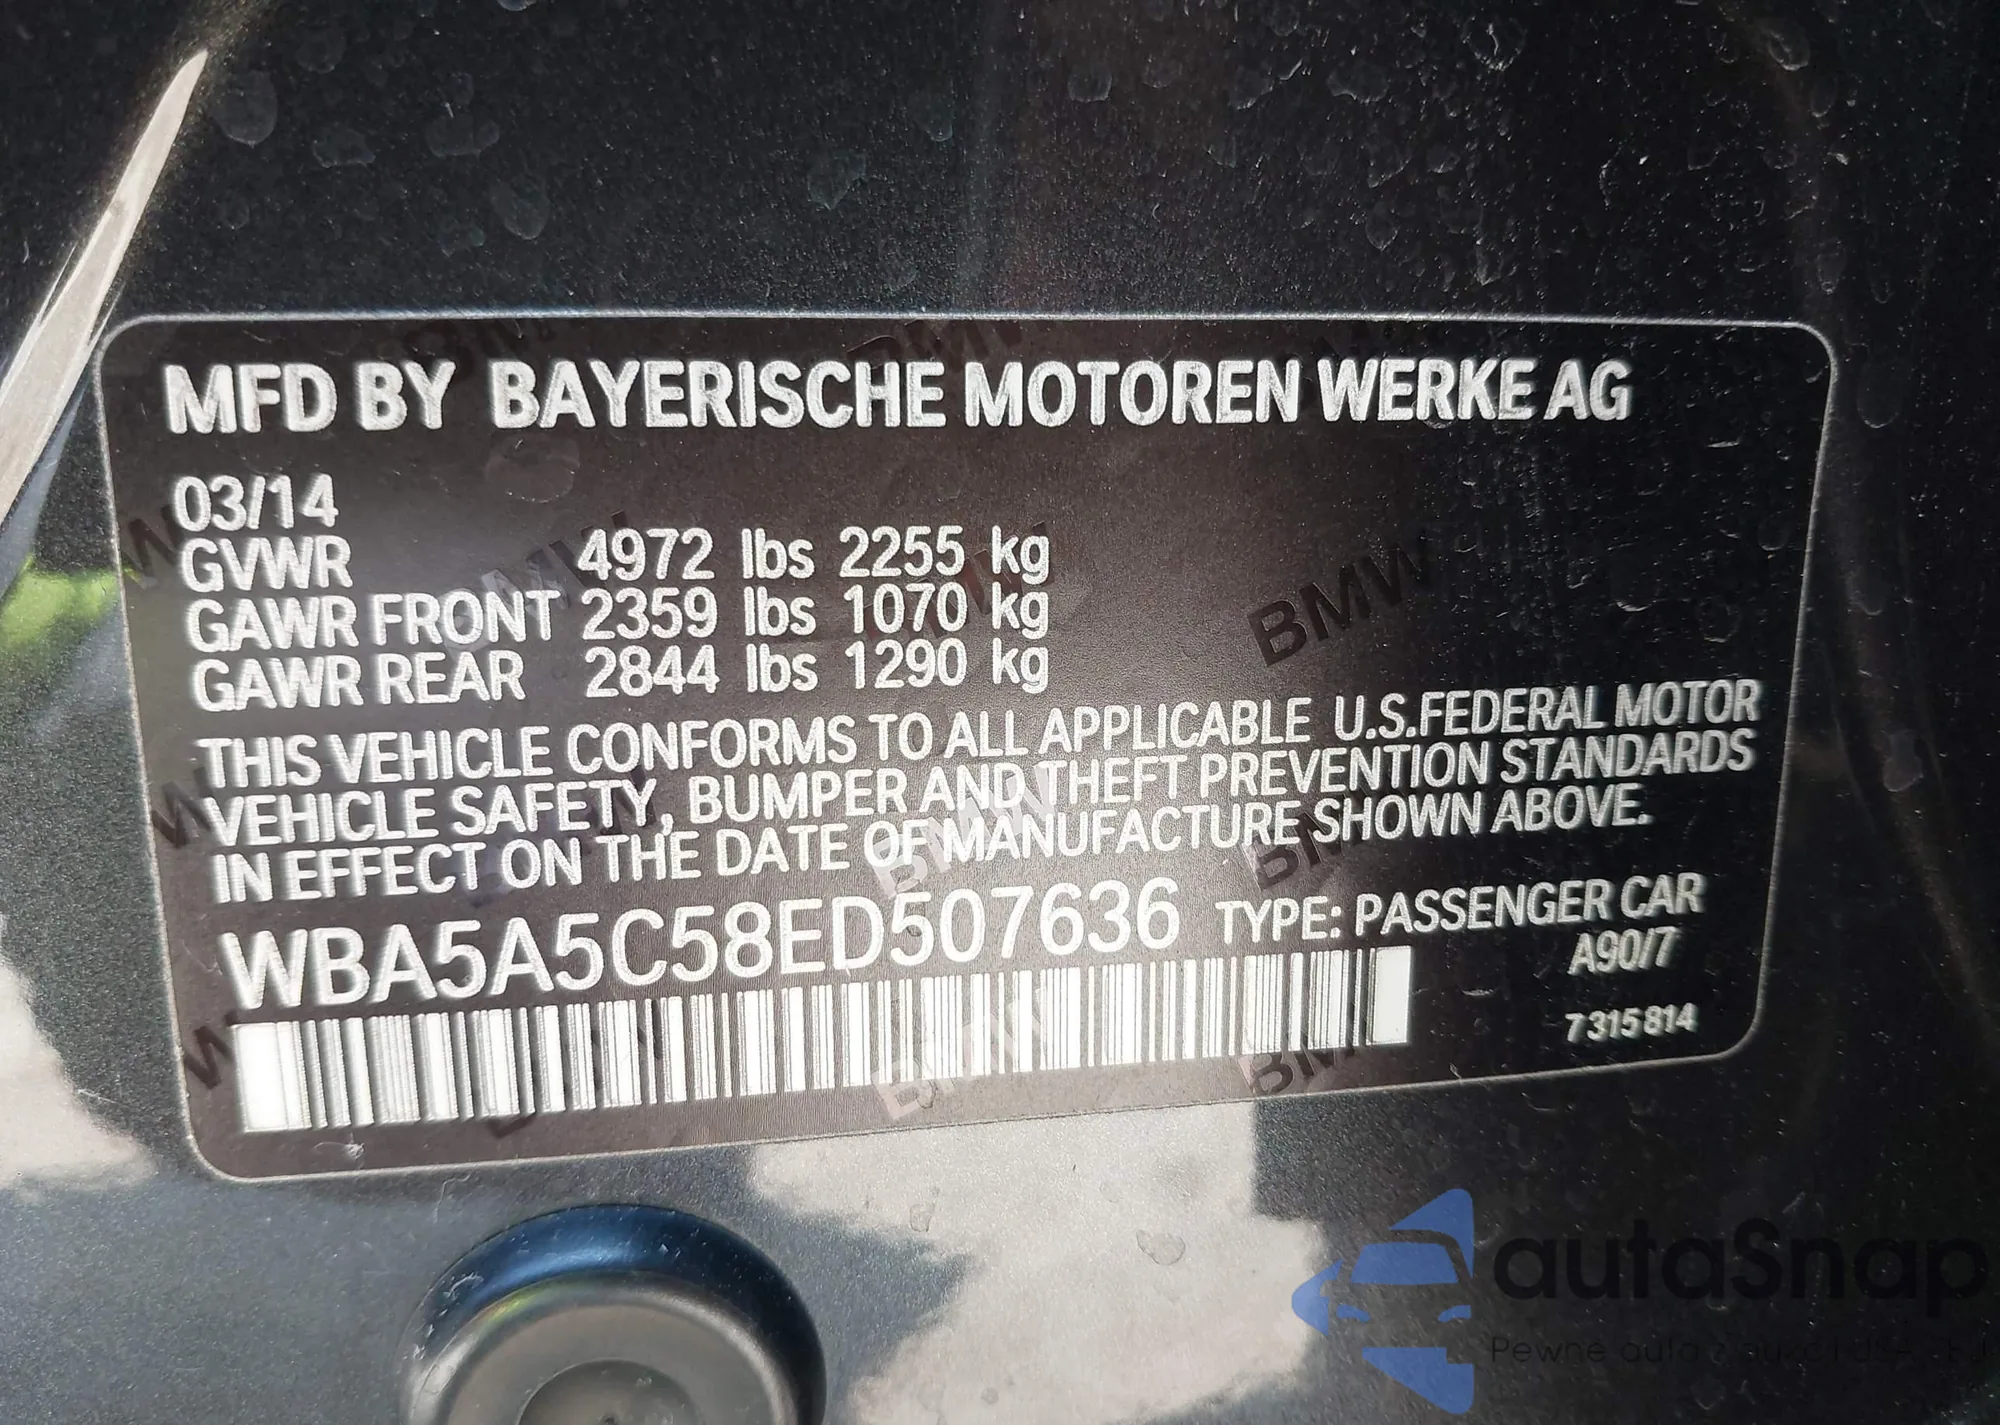 MFD BY BAYERISCHE MOTOREN WERKE AG
03/14
GVWR 4972 lbs 2255 kg
GAWR FRONT 2359 lbs 1070 kg
GAWR REAR 2844 lbs 1290 kg
THIS VEHICLE CONFORMS TO ALL APPLICABLE U.S.FEDERAL MOTOR
VEHICLE SAFETY, BUMPER AND THEFT PREVENTION STANDARDS
IN EFFECT ON THE DATE OF MANUFACTURE SHOWN ABOVE.
WBA5A5C58ED507636 TYPE: PASSENGER CAR
A90/7
7315814
autaSnap
Pewne auta z